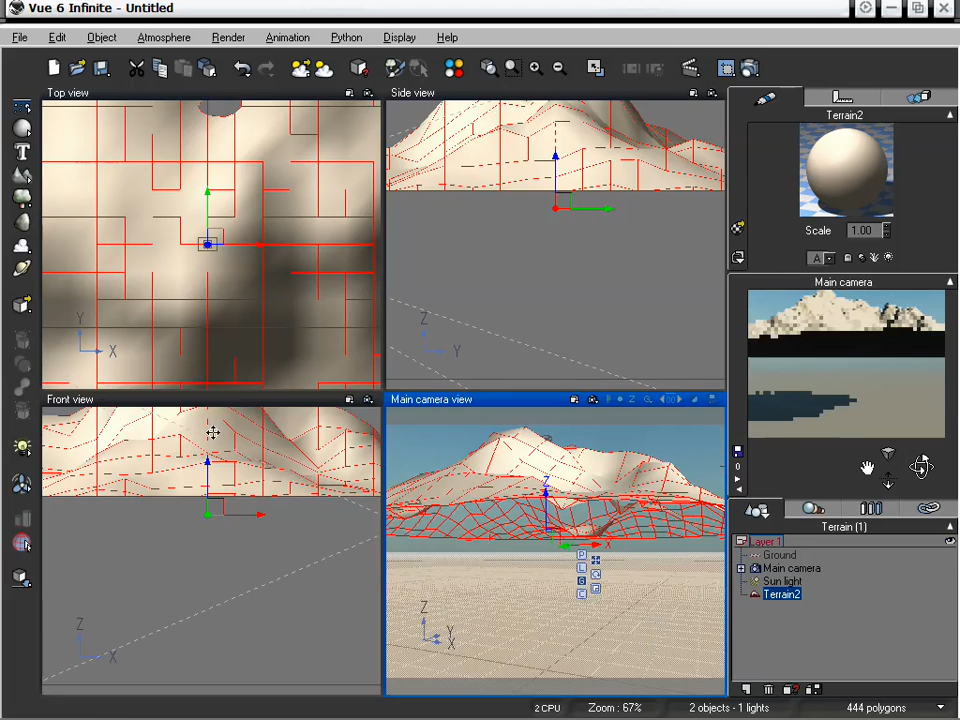 Vue 6 Infinite - Untitled
File Edit Object Atmosphere Render Animation Python Display Help
Top view
Side view
Terrain2
Scale 1.00
A
Y
X
Z
Y
Main camera
Front view
Main camera view
Z
X
P
L
G
Z
X
Z
Y
X
0
Terrain (1)
Layer 1
Ground
Main camera
Sun light
Terrain2
2 CPU Zoom : 67% 2 objects - 1 lights 444 polygons